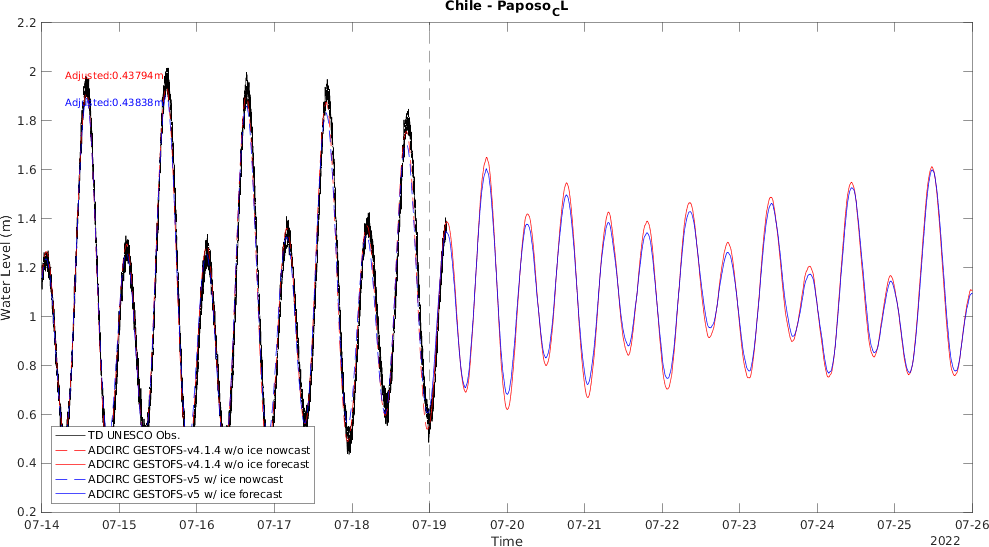 Chile - Paposo_CL
Water Level (m)
2.2
2
1.8
1.6
1.4
1.2
1
0.8
0.6
0.4
0.2
Adjusted:0.43794m
Adjusted:0.43838m
TD UNESCO Obs.
ADCIRC GESTOFS-v4.1.4 w/o ice nowcast
ADCIRC GESTOFS-v4.1.4 w/o ice forecast
ADCIRC GESTOFS-v5 w/ ice nowcast
ADCIRC GESTOFS-v5 w/ ice forecast
07-14 07-15 07-16 07-17 07-18 07-19 07-20 07-21 07-22 07-23 07-24 07-25 07-26
Time
2022